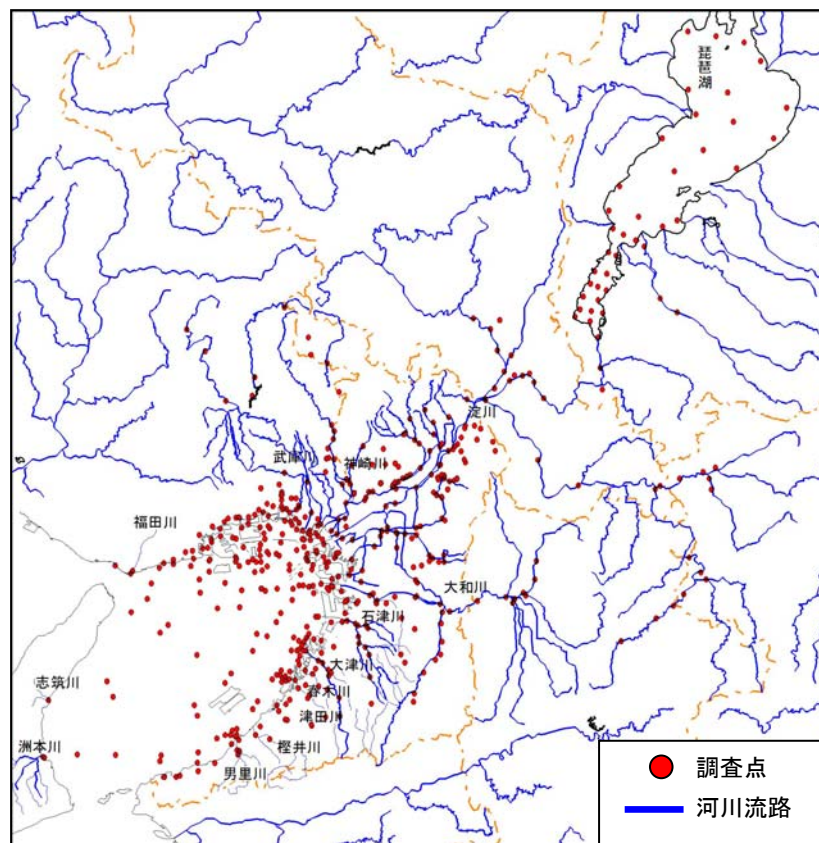 琵琶湖
淀川
武庫川
神崎川
福田川
大和川
石津川
大津川
志筑川
春木川
津田川
洲本川
樫井川
男里川
調査点
河川流路